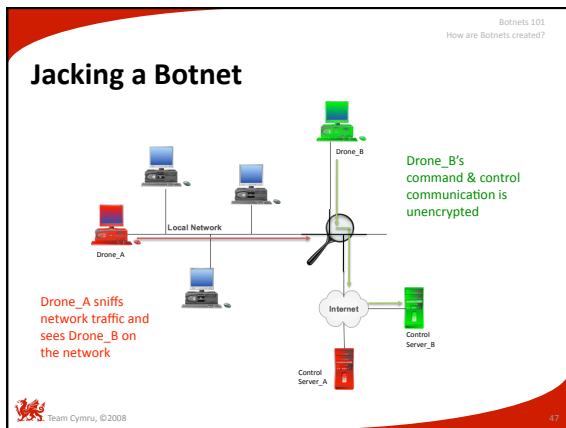 Botnets 101
How are Botnets created?
Jacking a Botnet
Drone_B
Drone_B's
command & control
communication is
unencrypted
Local Network
Drone_A
Drone_A sniffs
network traffic and
sees Drone_B on
the network
Internet
Control
Server_B
Control
Server_A
Team Cymru, ©2008
47